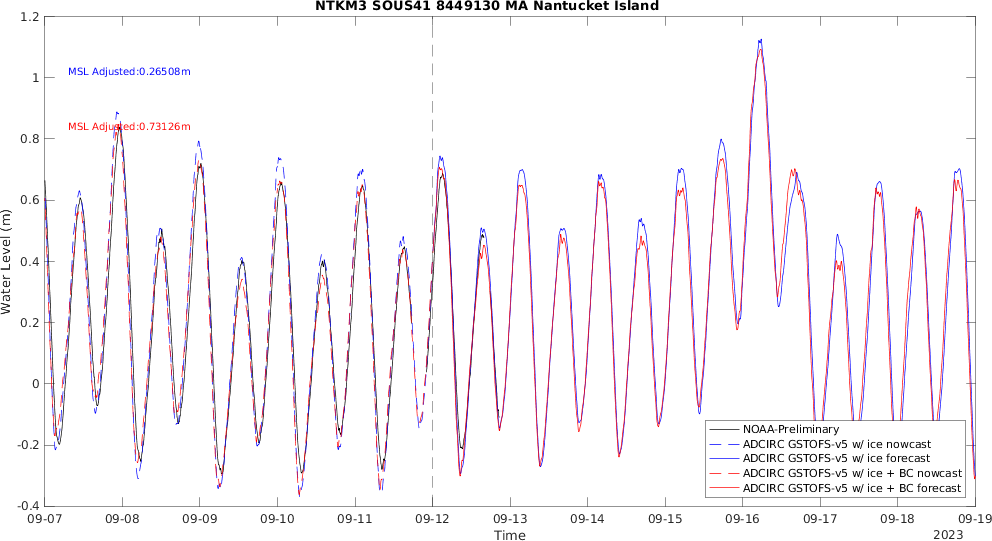 NTKM3 SOUS41 8449130 MA Nantucket Island
1.2
1
0.8
0.6
0.4
0.2
0
-0.2
-0.4
Water Level (m)
MSL Adjusted:0.26508m
MSL Adjusted:0.73126m
NOAA-Preliminary
ADCIRC GSTOFS-v5 w/ ice nowcast
ADCIRC GSTOFS-v5 w/ ice forecast
ADCIRC GSTOFS-v5 w/ ice + BC nowcast
ADCIRC GSTOFS-v5 w/ ice + BC forecast
09-07 09-08 09-09 09-10 09-11 09-12 09-13 09-14 09-15 09-16 09-17 09-18 09-19
Time
2023